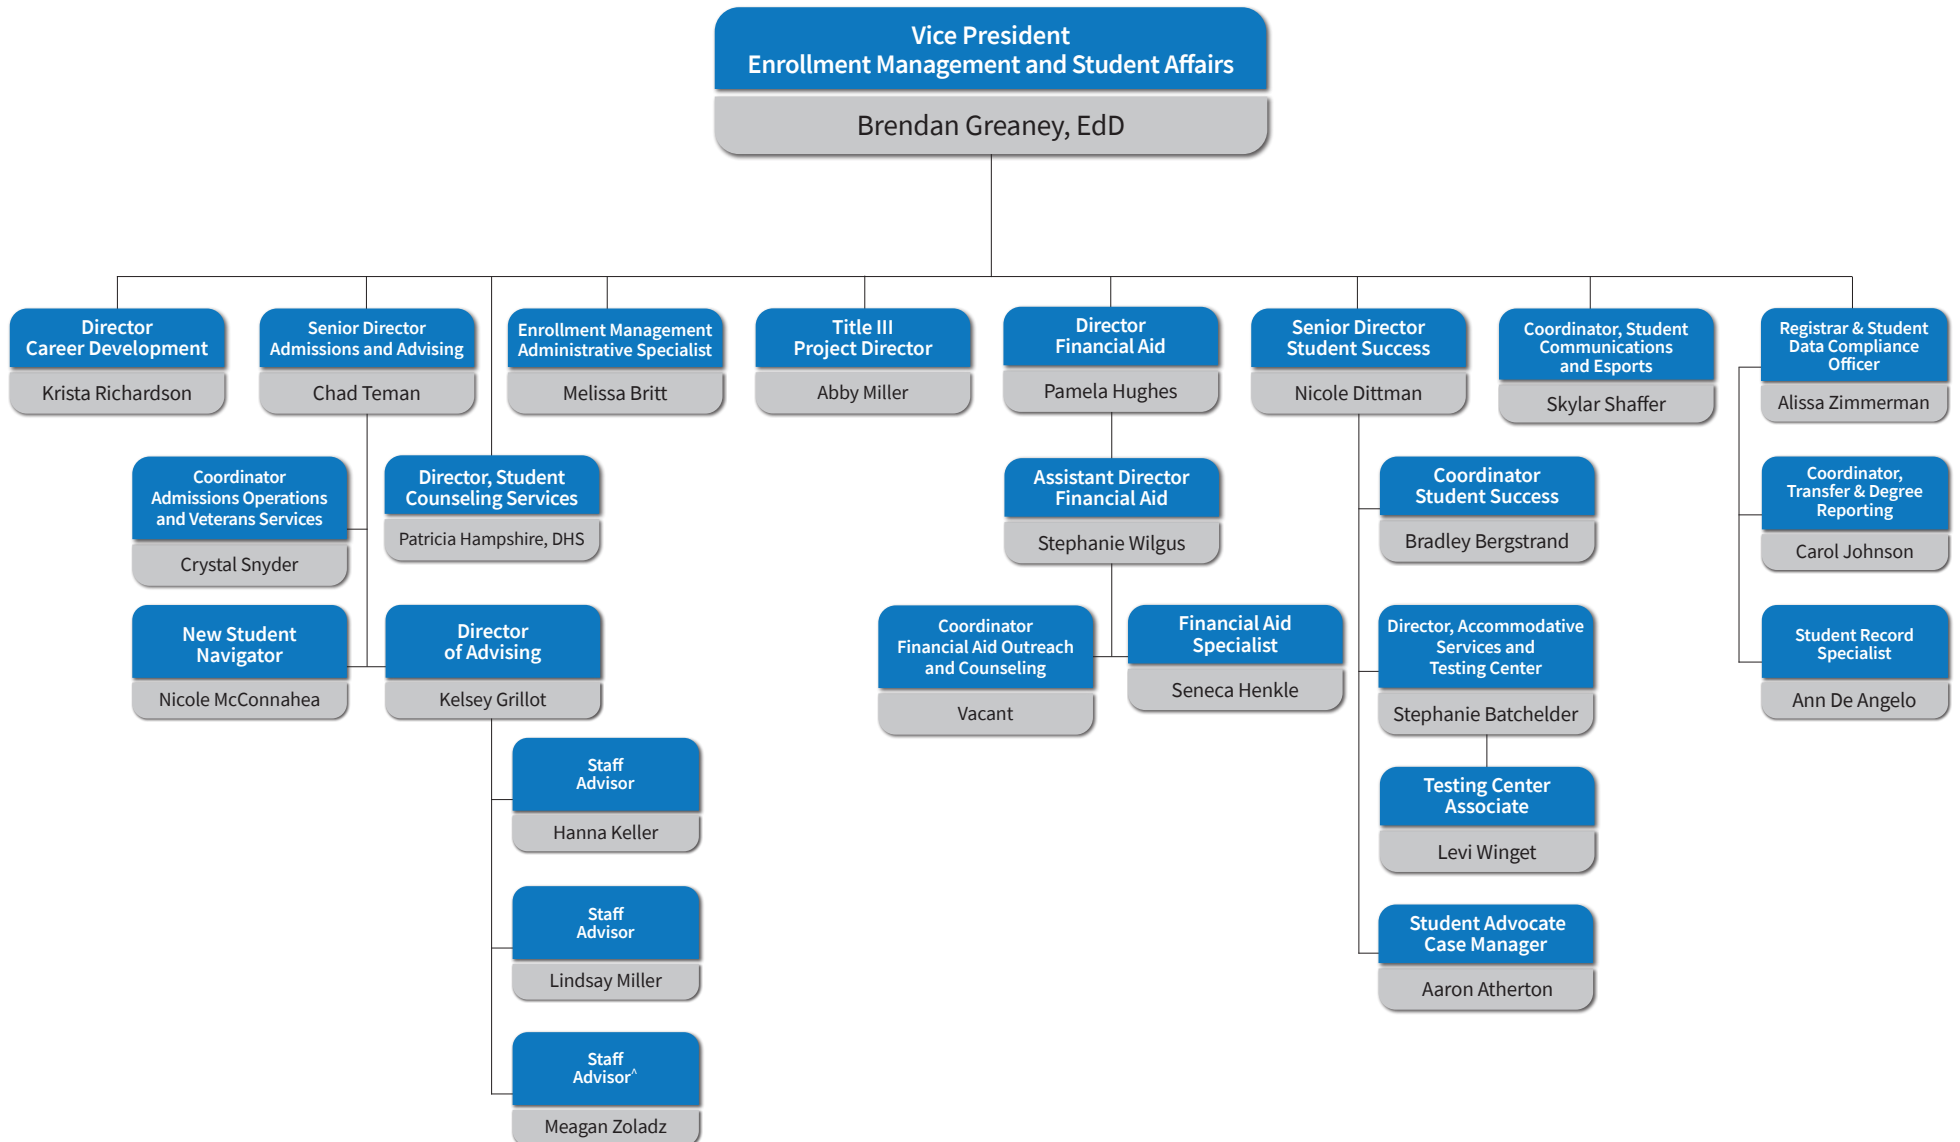 Vice President
Enrollment Management and Student Affairs
Brendan Greaney, EdD
Director
Career Development
Krista Richardson
Senior Director
Admissions and Advising
Chad Teman
Enrollment Management
Administrative Specialist
Melissa Britt
Title III
Project Director
Abby Miller
Director
Financial Aid
Pamela Hughes
Senior Director
Student Success
Nicole Dittman
Coordinator, Student
Communications
and Esports
Skylar Shaffer
Registrar & Student
Data Compliance
Officer
Alissa Zimmerman
Coordinator
Admissions Operations
and Veterans Services
Crystal Snyder
Director, Student
Counseling Services
Patricia Hampshire, DHS
Assistant Director
Financial Aid
Stephanie Wilgus
Coordinator
Student Success
Bradley Bergstrand
Coordinator,
Transfer & Degree
Reporting
Carol Johnson
New Student
Navigator
Nicole McConnahea
Director
of Advising
Kelsey Grillot
Coordinator
Financial Aid Outreach
and Counseling
Vacant
Financial Aid
Specialist
Seneca Henkle
Director, Accommodative
Services and
Testing Center
Stephanie Batchelder
Student Record
Specialist
Ann De Angelo
Staff
Advisor
Hanna Keller
Testing Center
Associate
Levi Winget
Staff
Advisor
Lindsay Miller
Student Advocate
Case Manager
Aaron Atherton
Staff
Advisor^
Meagan Zoladz